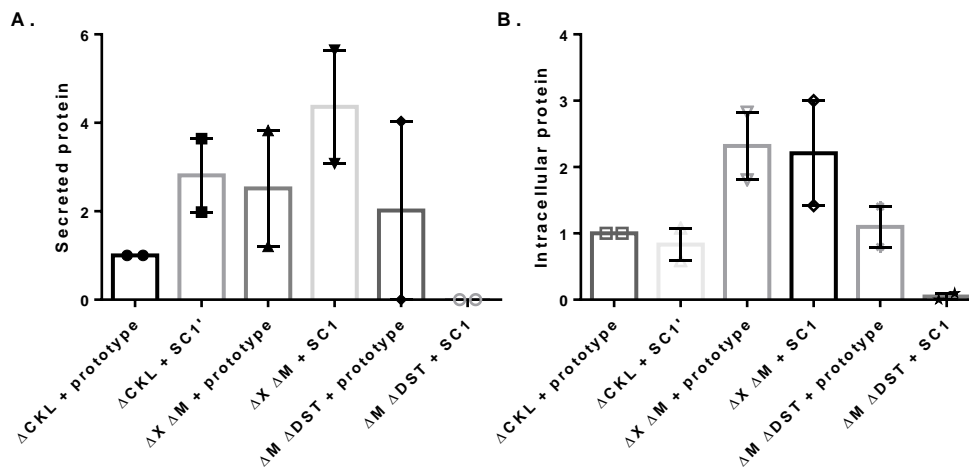 A.
Secreted protein
6
4
2
0
ΔCKL + prototype
ΔCKL + SC1'
ΔX ΔM + prototype
ΔX ΔM + SC1
ΔM ΔDST + prototype
ΔM ΔDST + SC1
B.
Intracellular protein
4
3
2
1
0
ΔCKL + prototype
ΔCKL + SC1'
ΔX ΔM + prototype
ΔX ΔM + SC1
ΔM ΔDST + prototype
ΔM ΔDST + SC1